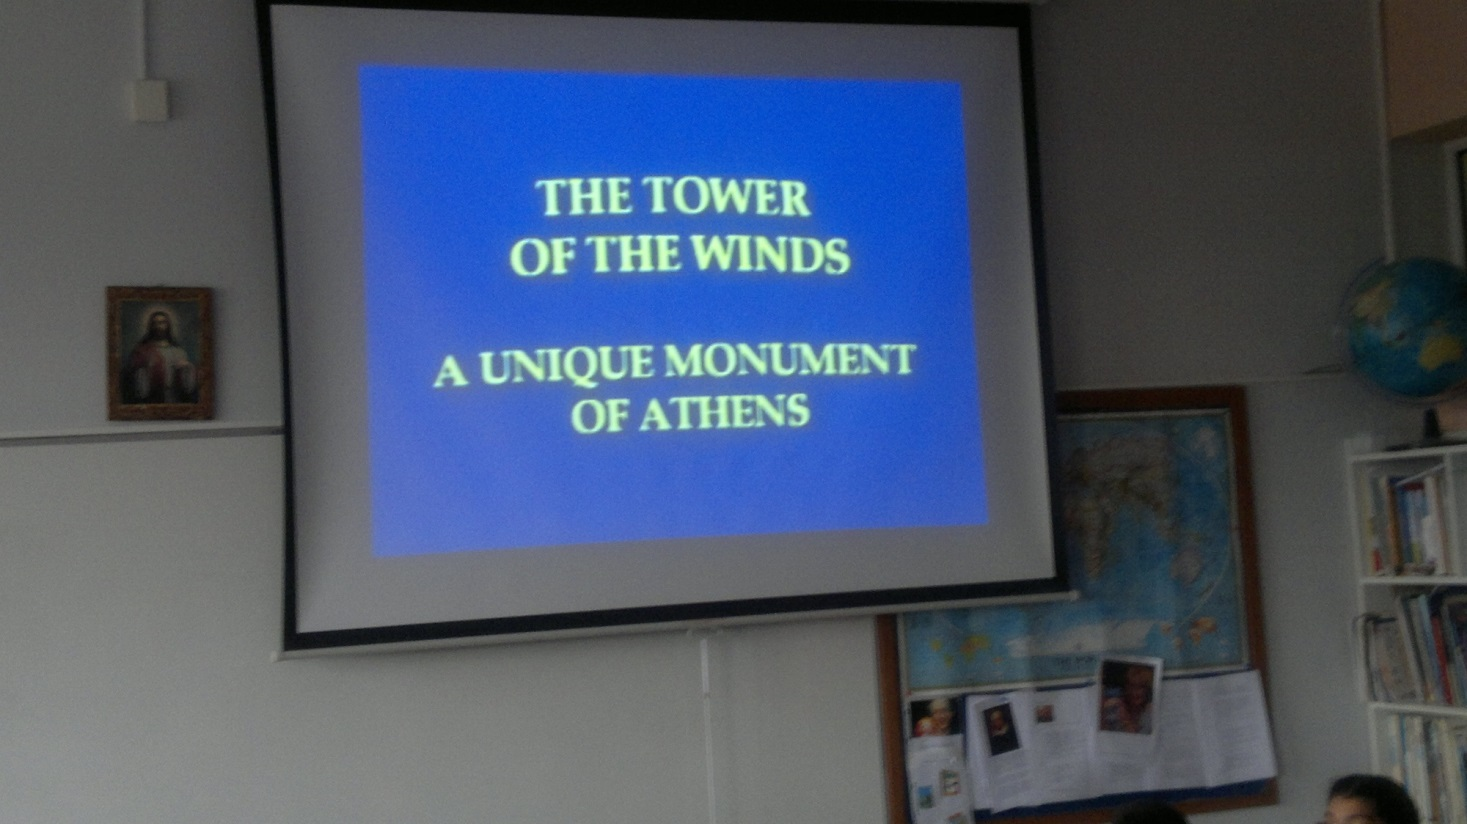 THE TOWER
OF THE WINDS
A UNIQUE MONUMENT
OF ATHENS